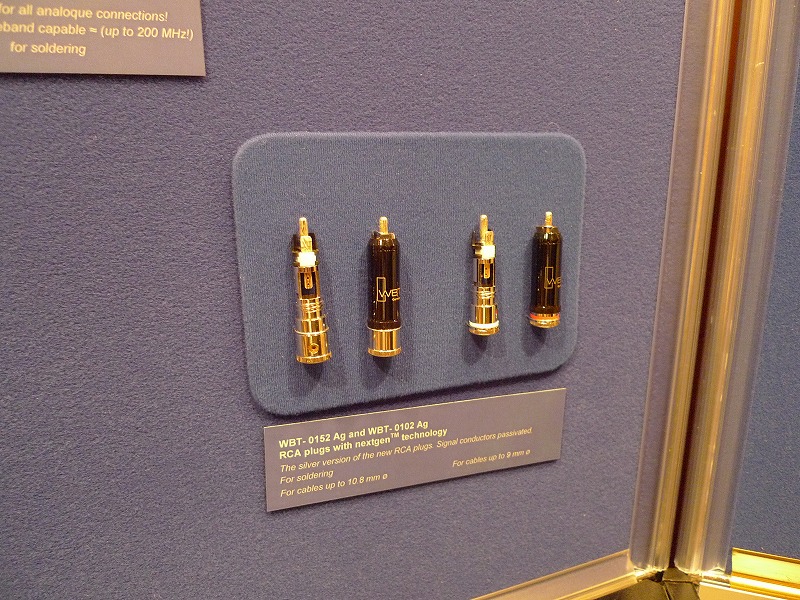 for all analoque connections!
eband capable = (up to 200 MHz!)
for soldering
WBT
WBT- 0152 Ag and WBT- 0102 Ag
RCA plugs with nextgen™ technology
The silver version of the new RCA plugs. Signal conductors passivated.
For soldering
For cables up to 10.8 mm ø
For cables up to 9 mm ø